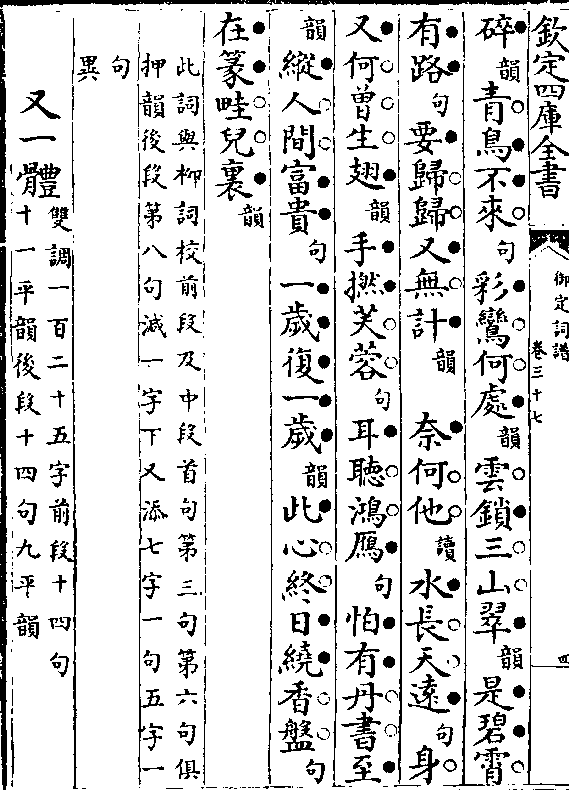 欽定四庫全書
御定詞譜
卷三十七
四
碎韻青鳥不來句彩鸞何處韻雲鎖三山翠韻是碧霄
有路句要歸歸又無計韻奈何他讀水長天遠句身
又何曾生翅韻手撚芙蓉句耳聽鴻鴈句怕有丹書至
韻縱人間富貴句一歲復一歲韻此心終日繞香盤句
在篆畦兒裏韻
此詞與柳詞校前段及中段首句第三句第六句俱
押韻後段第八句減一字下又添七字一句五字一
句異
又一體雙調一百二十五字前段十四句
十一平韻後段十四句九平韻